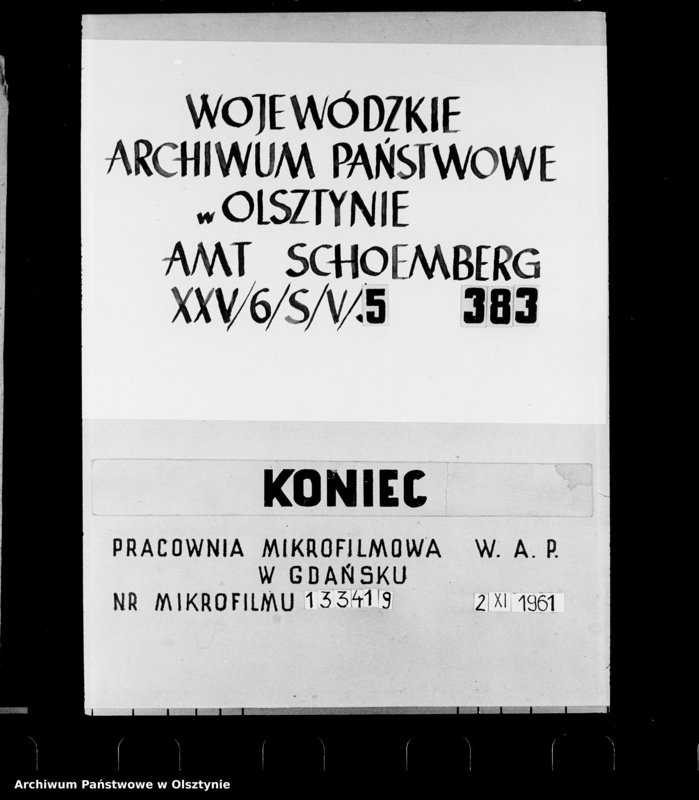 WOJEWÓDZKIE
ARCHIWUM PAŃSTWOWE
w OLSZTYNIE
AMT SCHOEMBERG
XXV/6/S/V/.5 383
KONIEC
PRACOWNIA MIKROFILMOWA W. A. P.
W GDAŃSKU
NR MIKROFILMU 133419 2 XI 1961
Archiwum Państwowe w Olsztynie